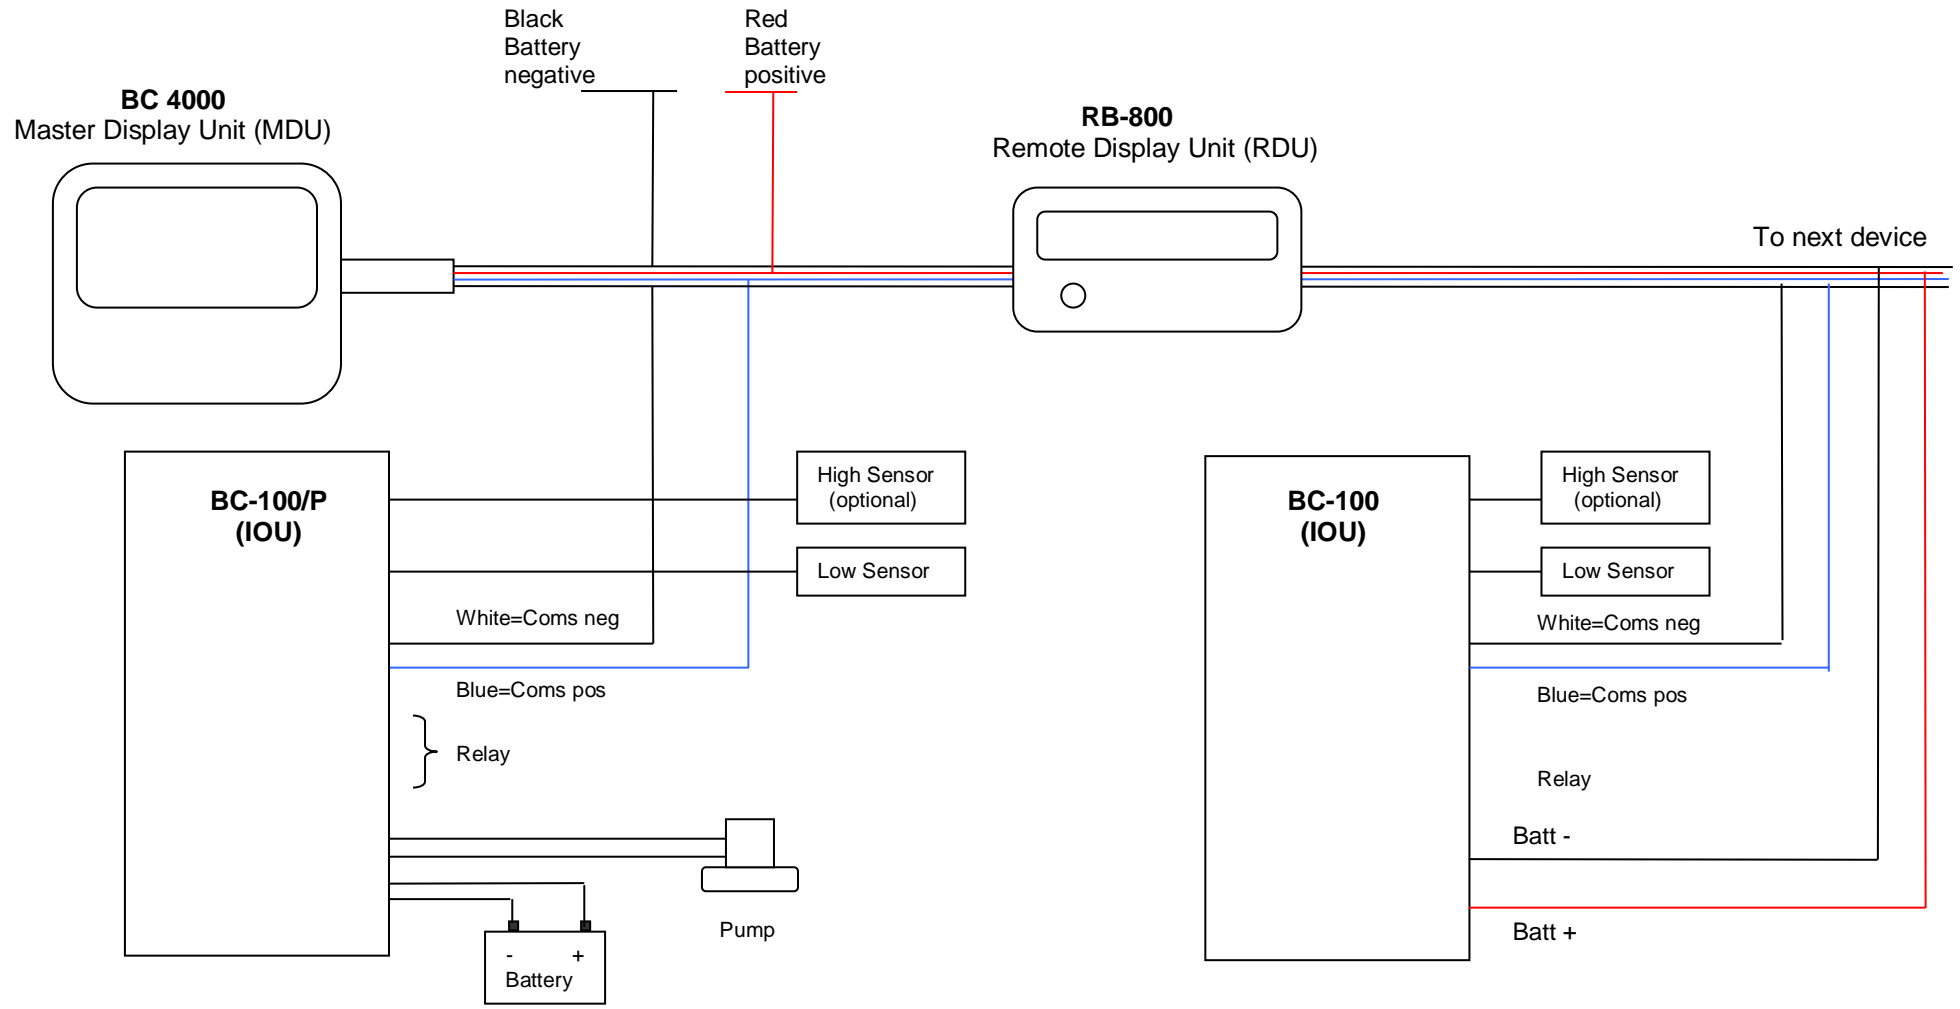 Black
Battery
negative
Red
Battery
positive
BC 4000
Master Display Unit (MDU)
RB-800
Remote Display Unit (RDU)
To next device
BC-100/P
(IOU)
High Sensor
(optional)
Low Sensor
White=Coms neg
Blue=Coms pos
Relay
Pump
- +
Battery
BC-100
(IOU)
High Sensor
(optional)
Low Sensor
White=Coms neg
Blue=Coms pos
Relay
Batt -
Batt +